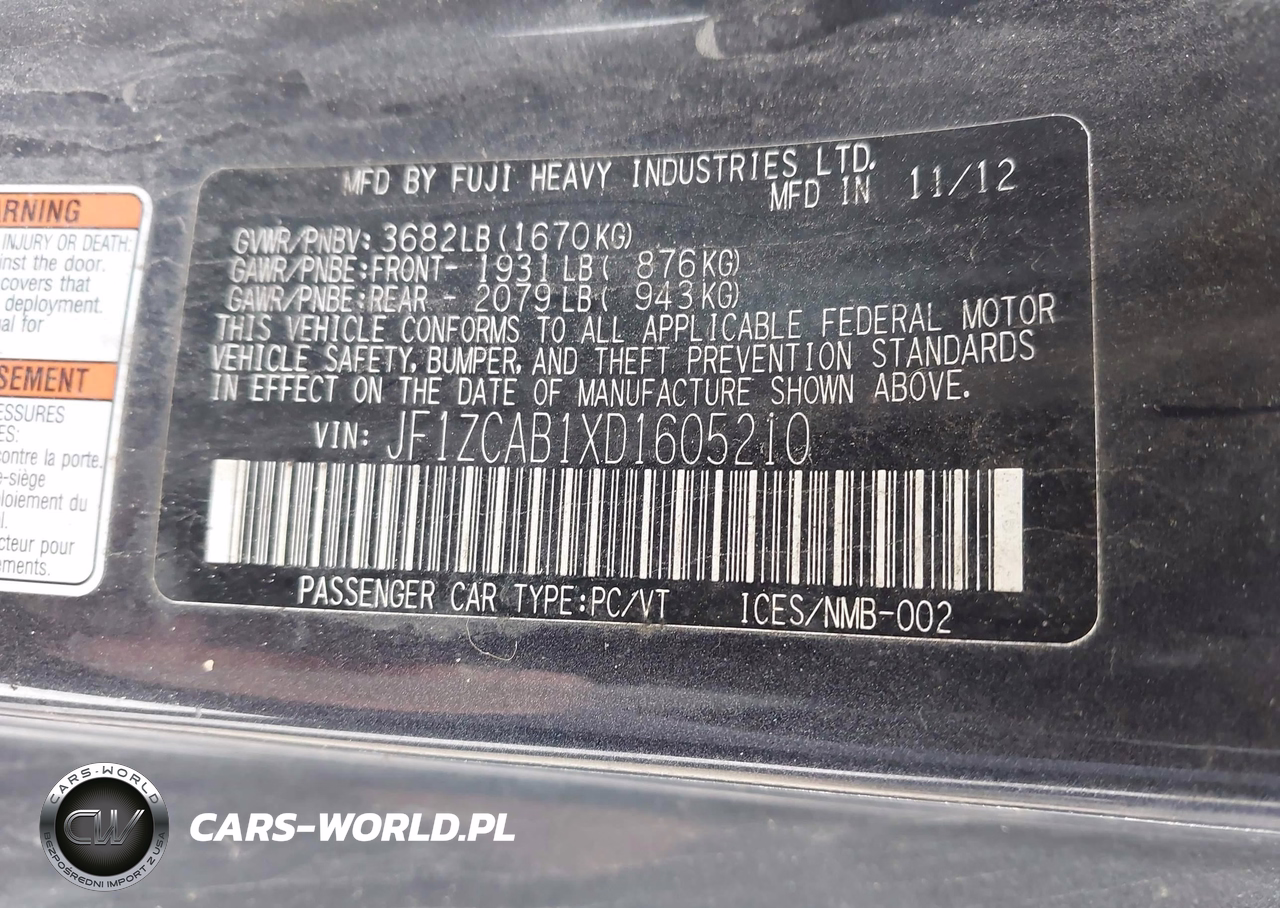 MFD BY FUJI HEAVY INDUSTRIES LTD.
MFD IN 11/12
GVWR/PNBV: 3682LB(1670KG)
GAWR/PNBE:FRONT- 1931LB( 876KG)
GAWR/PNBE:REAR - 2079LB( 943KG)
THIS VEHICLE CONFORMS TO ALL APPLICABLE FEDERAL MOTOR
VEHICLE SAFETY, BUMPER, AND THEFT PREVENTION STANDARDS
IN EFFECT ON THE DATE OF MANUFACTURE SHOWN ABOVE.
VIN: JF1ZCAB1XD1605210
PASSENGER CAR TYPE:PC/VT ICES/NMB-002
ARNING
INJURY OR DEATH:
inst the door.
covers that
deployment.
al for
SEMENT
ESSURES
ES:
contre la porte.
e-siège
ploiement du
l.
cteur pour
ements.
CARS-WORLD
CW
BEZPOŚREDNI IMPORT Z USA
CARS-WORLD.PL